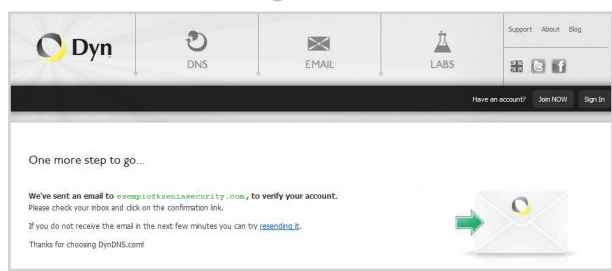 Dyn
DNS
EMAIL
LABS
Support About Blog
Have an account? Join NOW Sign In
One more step to go...
We've sent an email to esempio@kseniasecurity.com, to verify your account.
Please check your inbox and click on the confirmation link.
If you do not receive the email in the next few minutes you can try resending it.
Thanks for choosing DynDNS.com!